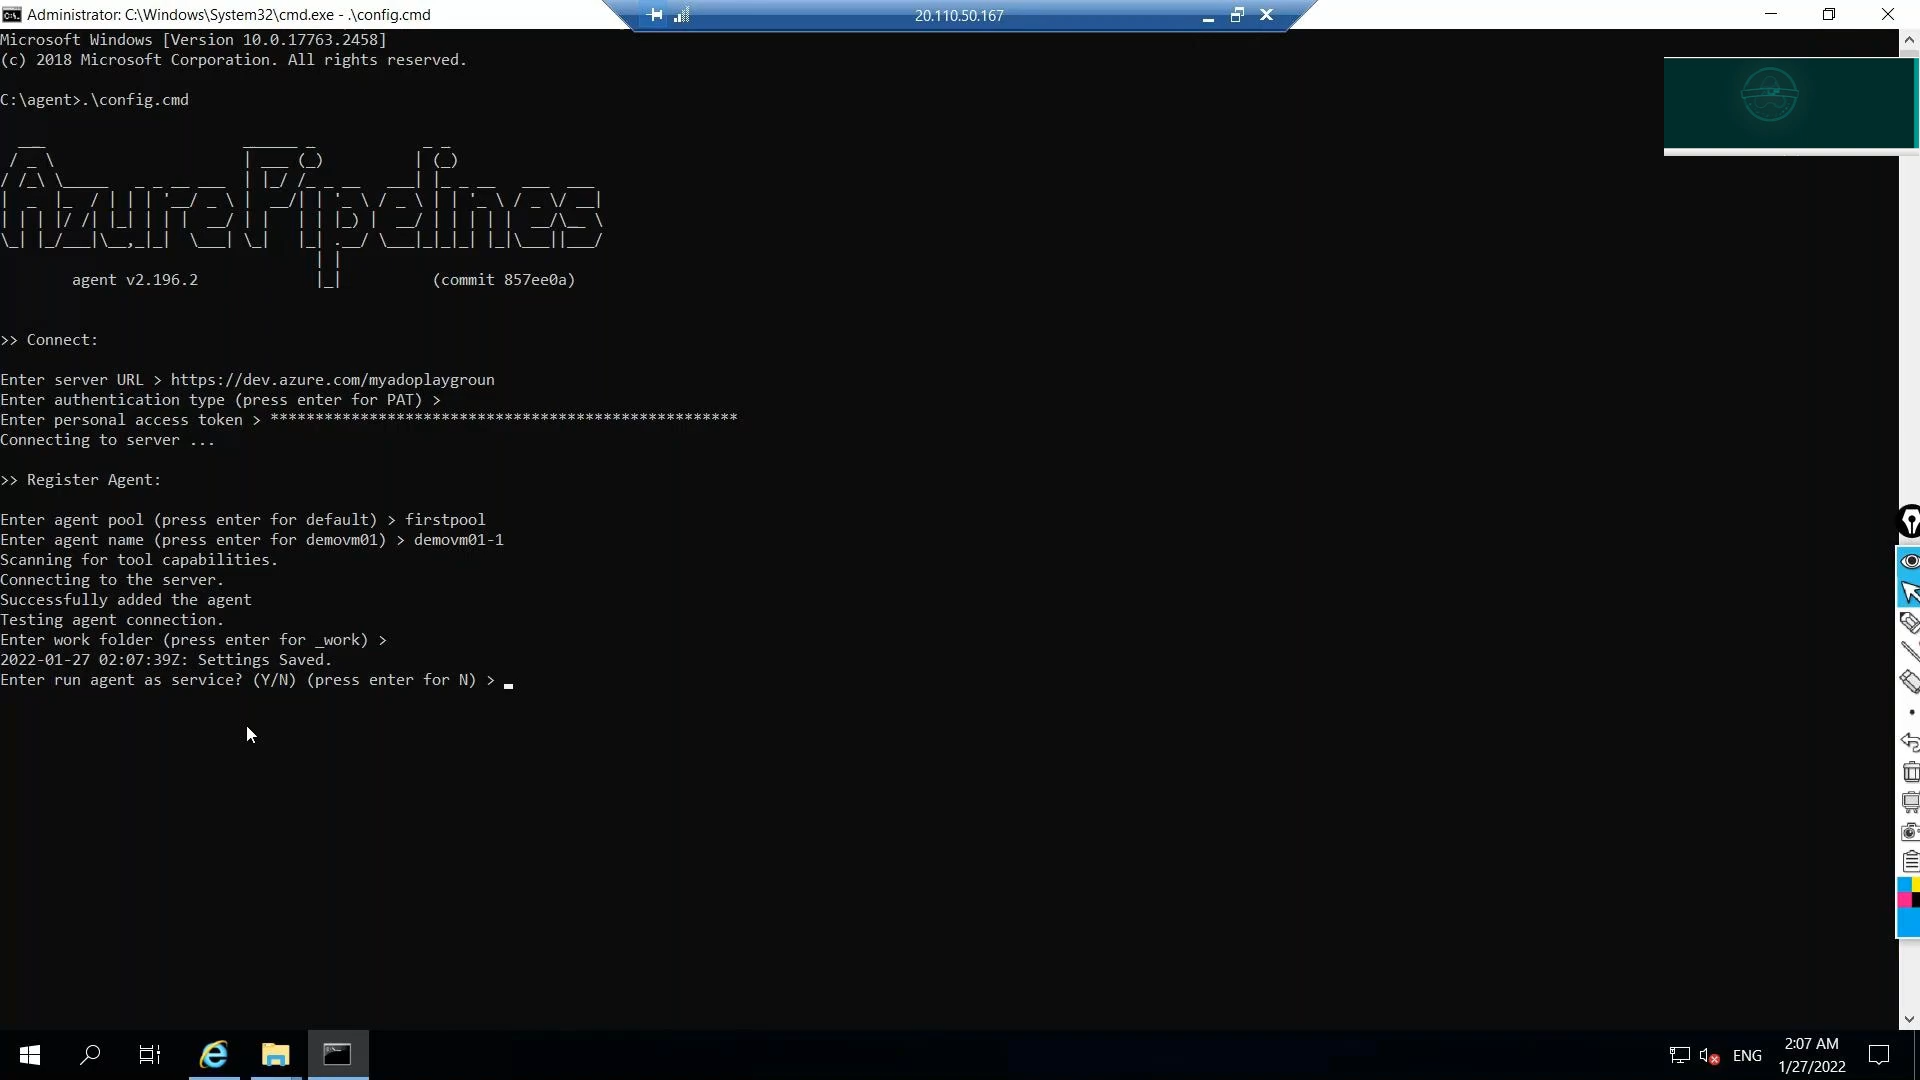 Administrator: C:\Windows\System32\cmd.exe - .\config.cmd
20.110.50.167
Microsoft Windows [Version 10.0.17763.2458]
(c) 2018 Microsoft Corporation. All rights reserved.
C:\agent>.\config.cmd
AzurePipelines
agent v2.196.2 (commit 857ee0a)
>> Connect:
Enter server URL > https://dev.azure.com/myadoplaygroun
Enter authentication type (press enter for PAT) >
Enter personal access token > ****************************************************
Connecting to server ...
>> Register Agent:
Enter agent pool (press enter for default) > firstpool
Enter agent name (press enter for demovm01) > demovm01-1
Scanning for tool capabilities.
Connecting to the server.
Successfully added the agent
Testing agent connection.
Enter work folder (press enter for _work) >
2022-01-27 02:07:39Z: Settings Saved.
Enter run agent as service? (Y/N) (press enter for N) >
ENG
2:07 AM
1/27/2022